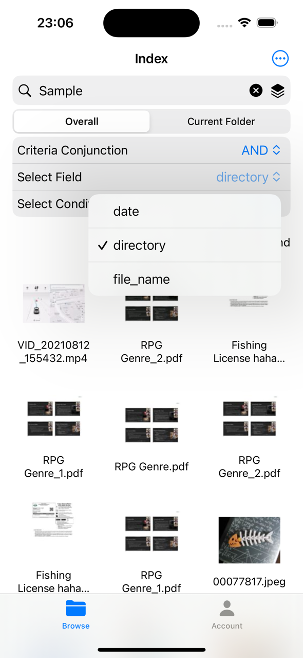 23:06
Index
Sample
Overall
Current Folder
Criteria Conjunction
AND
Select Field
directory
Select Condi
date
directory
file_name
nd
VID_20210812
_155432.mp4
RPG
Genre_2.pdf
Fishing
License haha...
RPG
Genre_1.pdf
RPG Genre.pdf
RPG
Genre_2.pdf
Fishing
License haha...
RPG
Genre_1.pdf
00077817.jpeg
Browse
Account